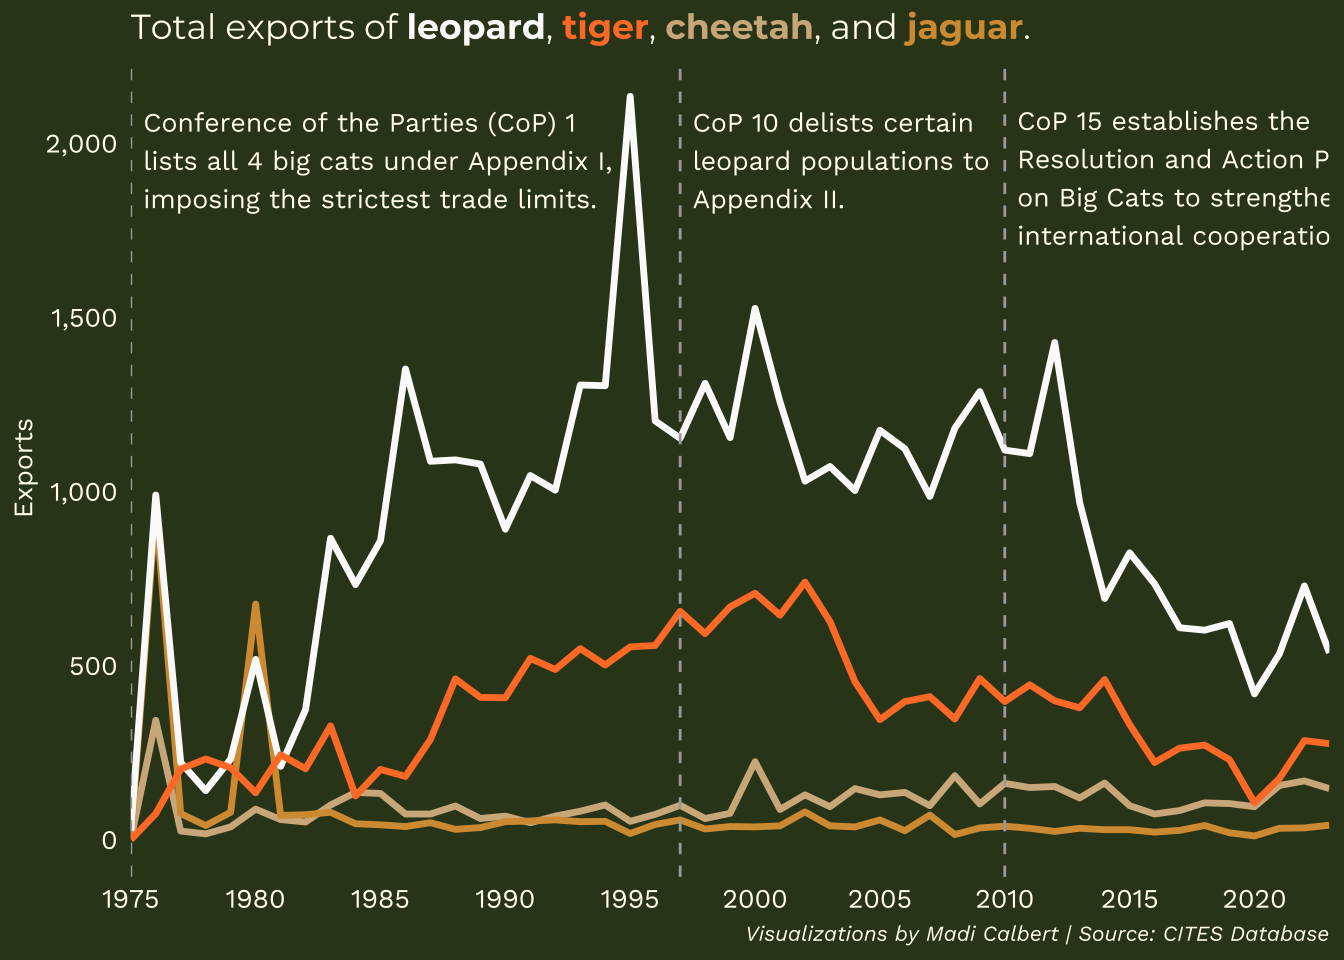 Total exports of leopard, tiger, cheetah, and jaguar.
Conference of the Parties (CoP) 1
lists all 4 big cats under Appendix I,
imposing the strictest trade limits.
CoP 10 delists certain
leopard populations to
Appendix II.
CoP 15 establishes the
Resolution and Action P
on Big Cats to strengthe
international cooperatio
Exports
2,000
1,500
1,000
500
0
1975 1980 1985 1990 1995 2000 2005 2010 2015 2020
Visualizations by Madi Calbert | Source: CITES Database